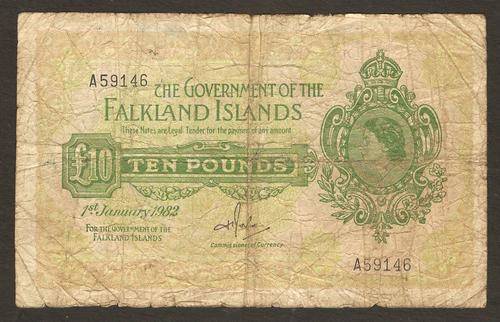 A59146
THE GOVERNMENT OF THE
FALKLAND ISLANDS
These Notes are Legal Tender for the payment of any amount
£10
TEN POUNDS
1st January 1982
FOR THE GOVERNMENT OF THE
FALKLAND ISLANDS
Commissioner of Currency.
A59146